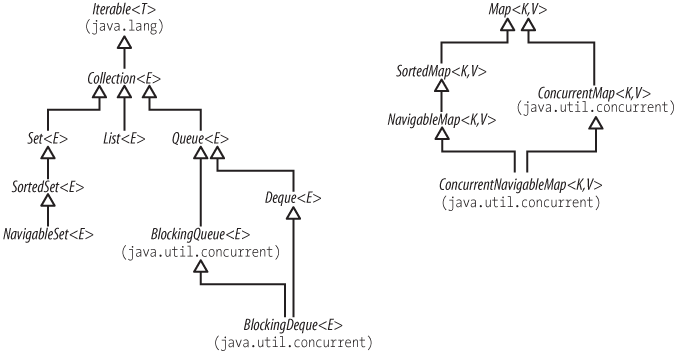 Iterable<T>
(java.lang)
Collection<E>
Set<E>
List<E>
Queue<E>
SortedSet<E>
Deque<E>
NavigableSet<E>
BlockingQueue<E>
(java.util.concurrent)
BlockingDeque<E>
(java.util.concurrent)
Map<K,V>
SortedMap<K,V>
ConcurrentMap<K,V>
(java.util.concurrent)
NavigableMap<K,V>
ConcurrentNavigableMap<K,V>
(java.util.concurrent)